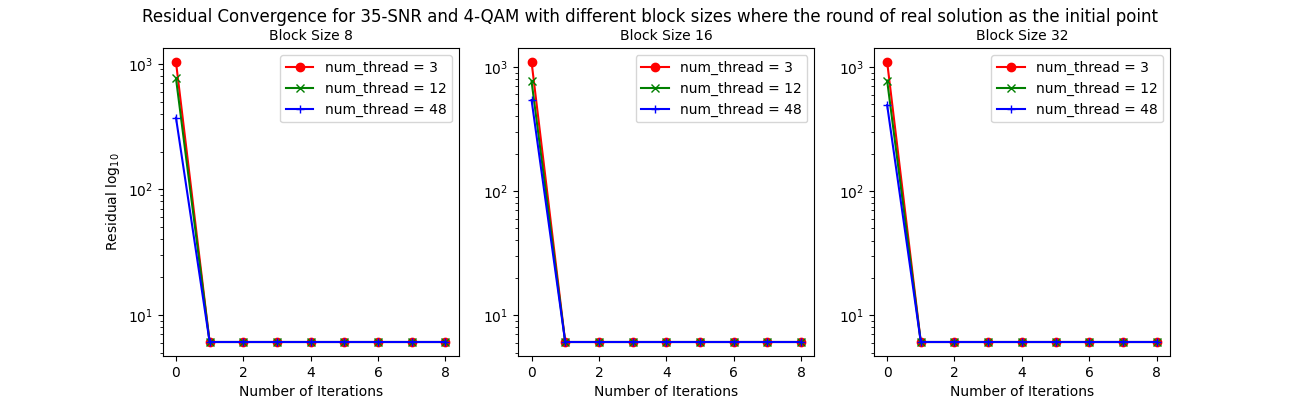 Residual Convergence for 35-SNR and 4-QAM with different block sizes where the round of real solution as the initial point
Block Size 8
10³
10²
10¹
Residual log₁₀
num_thread = 3
num_thread = 12
num_thread = 48
0 2 4 6 8
Number of Iterations
Block Size 16
10³
10²
10¹
num_thread = 3
num_thread = 12
num_thread = 48
0 2 4 6 8
Number of Iterations
Block Size 32
10³
10²
10¹
num_thread = 3
num_thread = 12
num_thread = 48
0 2 4 6 8
Number of Iterations